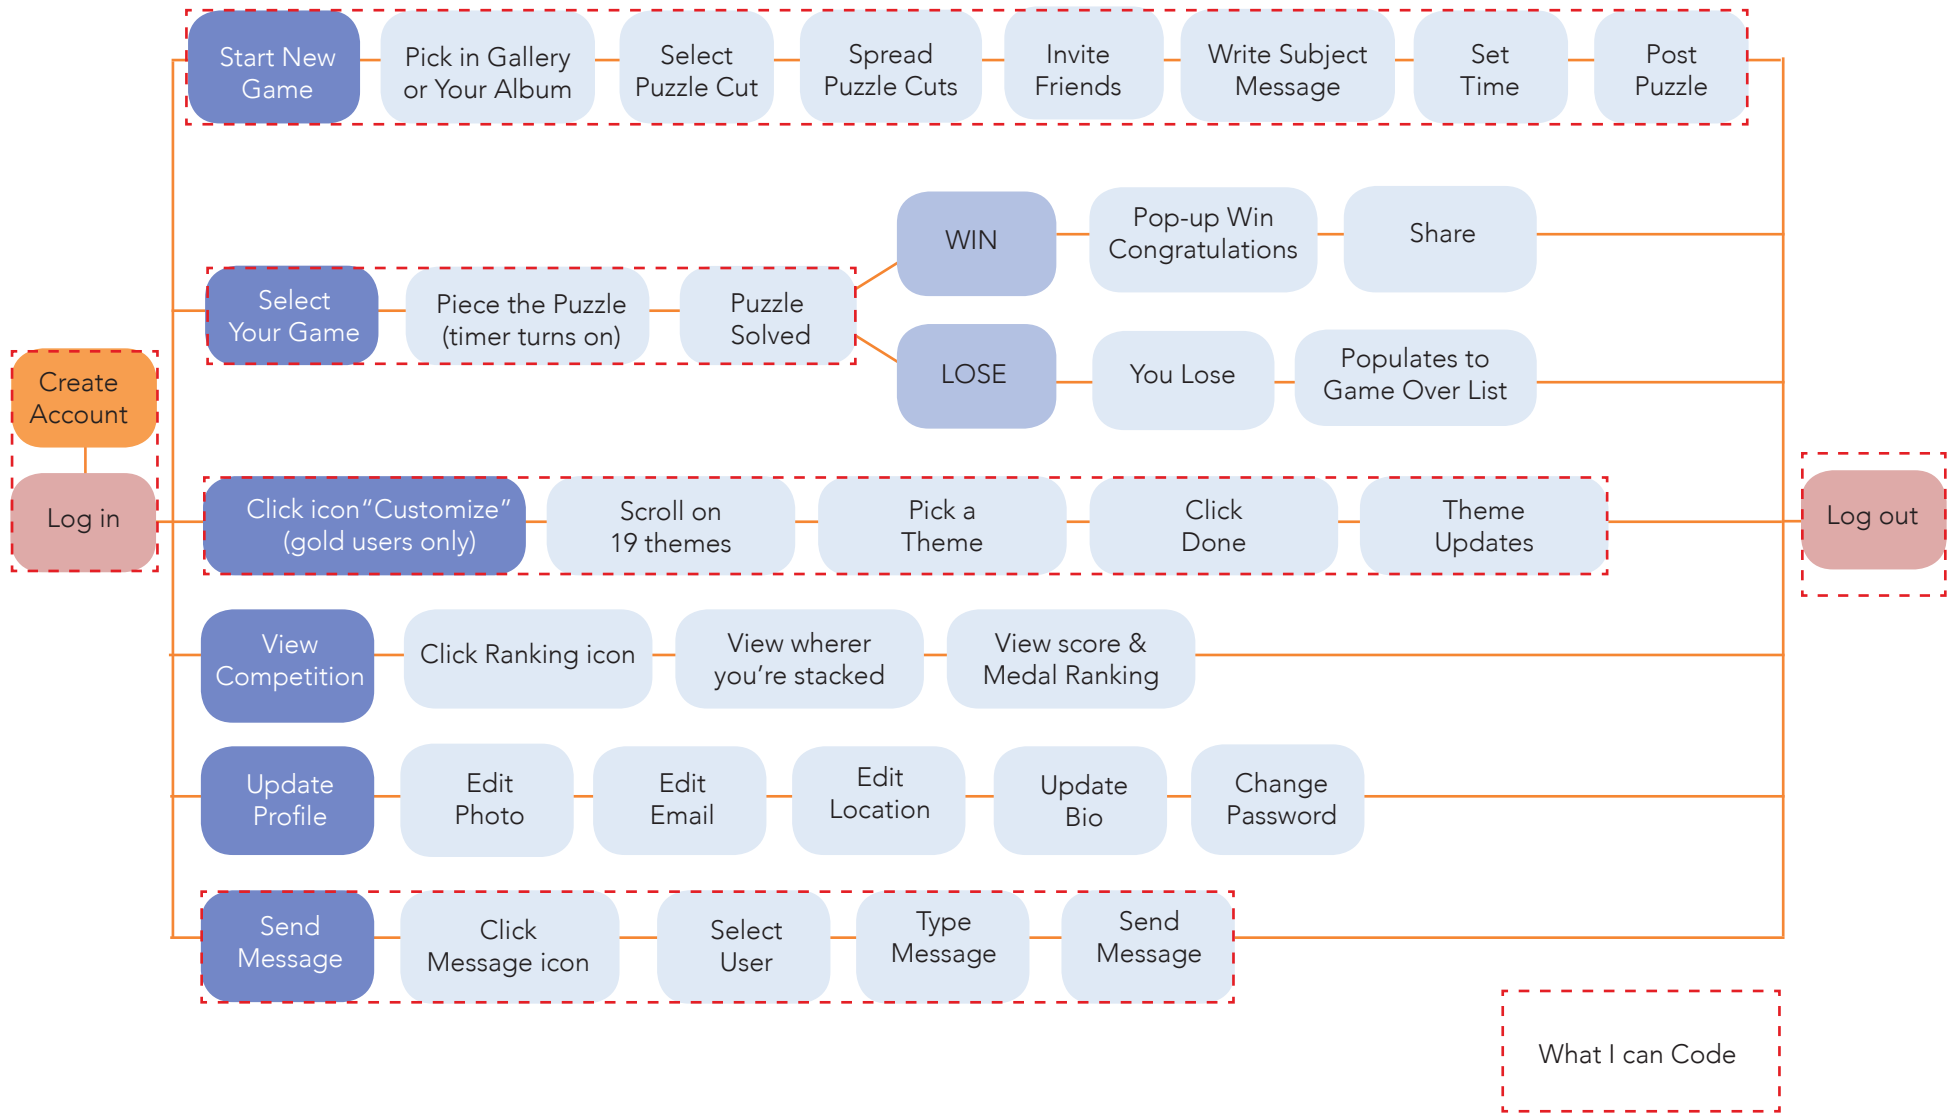 Start New
Game
Pick in Gallery
or Your Album
Select
Puzzle Cut
Spread
Puzzle Cuts
Invite
Friends
Write Subject
Message
Set
Time
Post
Puzzle
Select
Your Game
Piece the Puzzle
(timer turns on)
Puzzle
Solved
WIN
Pop-up Win
Congratulations
Share
LOSE
You Lose
Populates to
Game Over List
Create
Account
Log in
Click icon“Customize”
(gold users only)
Scroll on
19 themes
Pick a
Theme
Click
Done
Theme
Updates
Log out
View
Competition
Click Ranking icon
View wherer
you’re stacked
View score &
Medal Ranking
Update
Profile
Edit
Photo
Edit
Email
Edit
Location
Update
Bio
Change
Password
Send
Message
Click
Message icon
Select
User
Type
Message
Send
Message
What I can Code